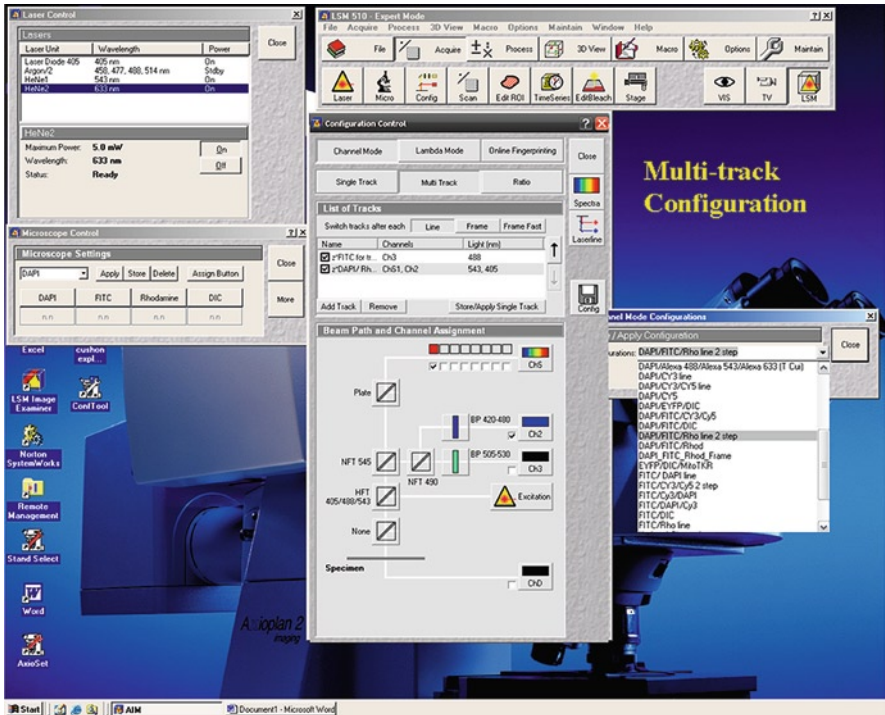 Laser Control
Lasers
Laser Unit Wavelength Power
Laser Diode 405 405 nm On
Argon/2 458, 477, 488, 514 nm Stdby
HeNe1 543 nm On
HeNe2 633 nm On
Close
HeNe2
Maximum Power: 5.0 mW
Wavelength: 633 nm
Status: Ready
On
Off
LSM 510 - Expert Mode
File Acquire Process 3D View Macro Options Maintain Window Help
File Acquire Process 3D View Macro Options Maintain
Laser Micro Config Scan Edit ROI TimeSeries EditBleach Stage VIS TV LSM
Microscope Control
Microscope Settings
DAPI Apply Store Delete Assign Button
DAPI FITC Rhodamine DIC
n.n n.n n.n n.n
Close
More
Configuration Control
Channel Mode Lambda Mode Online Fingerprinting
Single Track Multi Track Ratio
Close
Spectra
Laserline
Config
List of Tracks
Switch tracks after each Line Frame Frame Fast
Name Channels Light (nm)
z*FITC for tr... Ch3 488
z*DAPI/ Rh... ChS1, Ch2 543, 405
Add Track Remove Store/Apply Single Track
Beam Path and Channel Assignment
ChS
Plate
BP 420-480
Ch2
NFT 545
NFT 490
BP 505-530
Ch3
HFT
405/488/543
Excitation
None
Specimen
ChD
Multi-track
Configuration
nnel Mode Configurations
/ Apply Configuration
urations: DAPI/FITC/Rho line 2 step
Close
DAPI/Alexa 488/Alexa 543/Alexa 633 (T Cui)
DAPI/CY3 line
DAPI/CY3/CY5 line
DAPI/CY5
DAPI/EYFP/DIC
DAPI/FITC/CY3/Cy5
DAPI/FITC/DIC
DAPI/FITC/Rho line 2 step
DAPI/FITC/Rhod
DAPI_FITC_Rhod_Frame
EYFP/DIC/MitoTKR
FITC/ DAPI line
FITC/CY3/Cy5 2 step
FITC/Cy3/DAPI
FITC/DAPI/Cy3
FITC/DIC
FITC/Rho line
Excel
cushon
expl...
LSM Image
Examiner
ConfTool
Norton
SystemWorks
Remote
Management
Stand Select
Word
AxioSet
Axioplan 2
imaging
Start AIM Document1 - Microsoft Word